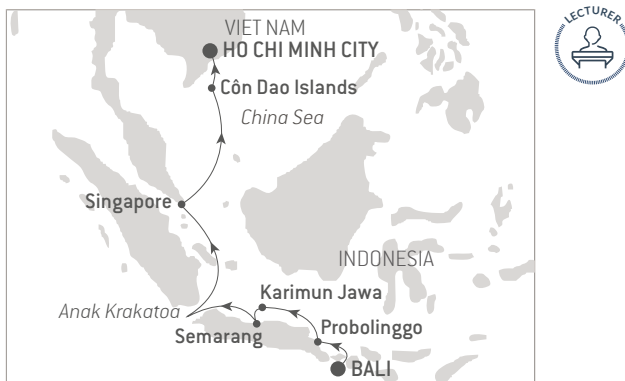 LECTURER
VIET NAM
HO CHI MINH CITY
Côn Dao Islands
China Sea
Singapore
INDONESIA
Karimun Jawa
Anak Krakatoa
Semarang
Probolinggo
BALI